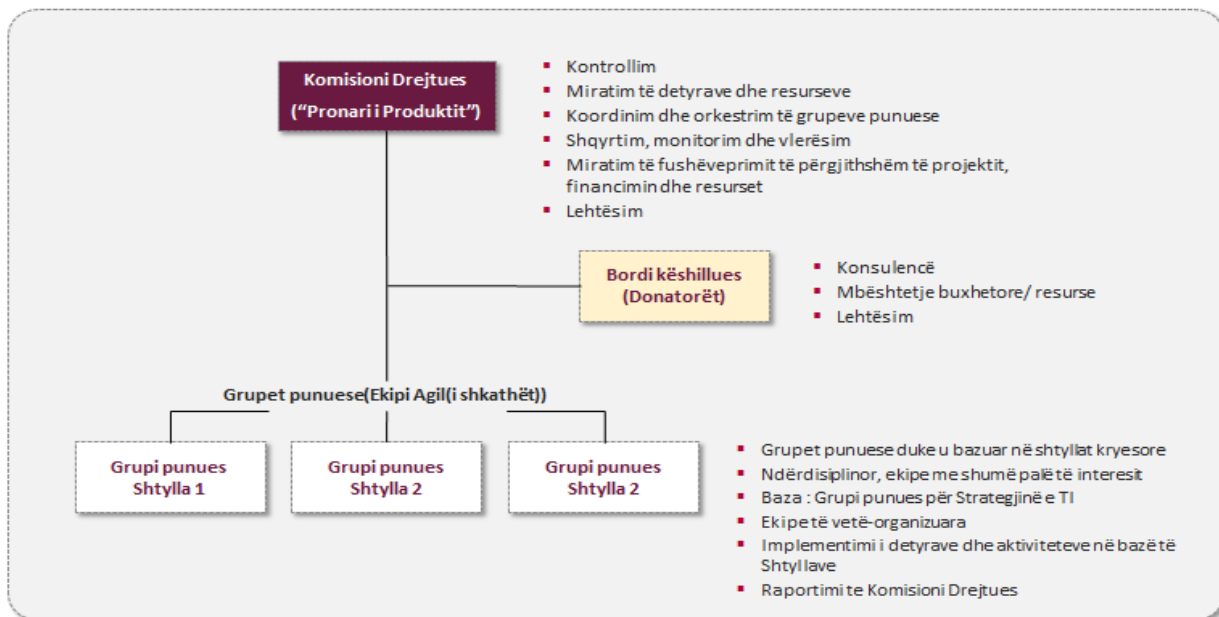 Komisioni Drejtues
(“Pronari i Produktit”)
Kontrollim
Miratim të detyrave dhe resurseve
Koordinim dhe orkestrim të grupeve punuese
Shqyrtim, monitorim dhe vlerësim
Miratim të fushëveprimit të përgjithshëm të projektit,
financimin dhe resurset
Lehtësim
Bordi këshillues
(Donatorët)
Konsulencë
Mbështetje buxhetore/ resurse
Lehtësim
Grupet punuese(Ekipi Agil(i shkathët))
Grupi punues
Shtylla 1
Grupi punues
Shtylla 2
Grupi punues
Shtylla 2
Grupet punuese duke u bazuar në shtyllat kryesore
Ndërdisiplinor, ekipe me shumë palë të interesit
Baza : Grupi punues për Strategjinë e TI
Ekipe të vetë-organizuara
Implementimi i detyrave dhe aktiviteteve në bazë të
Shtyllave
Raportimi te Komisioni Drejtues